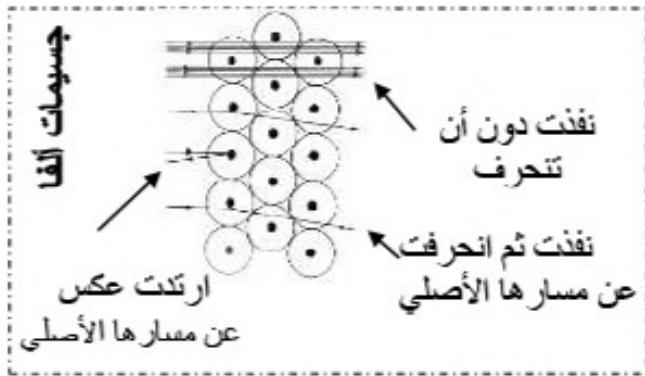 جسيمات ألفا
نفذت دون أن
تنحرف
نفذت ثم انحرفت
عن مسارها الأصلي
ارتدت عكس
عن مسارها الأصلي